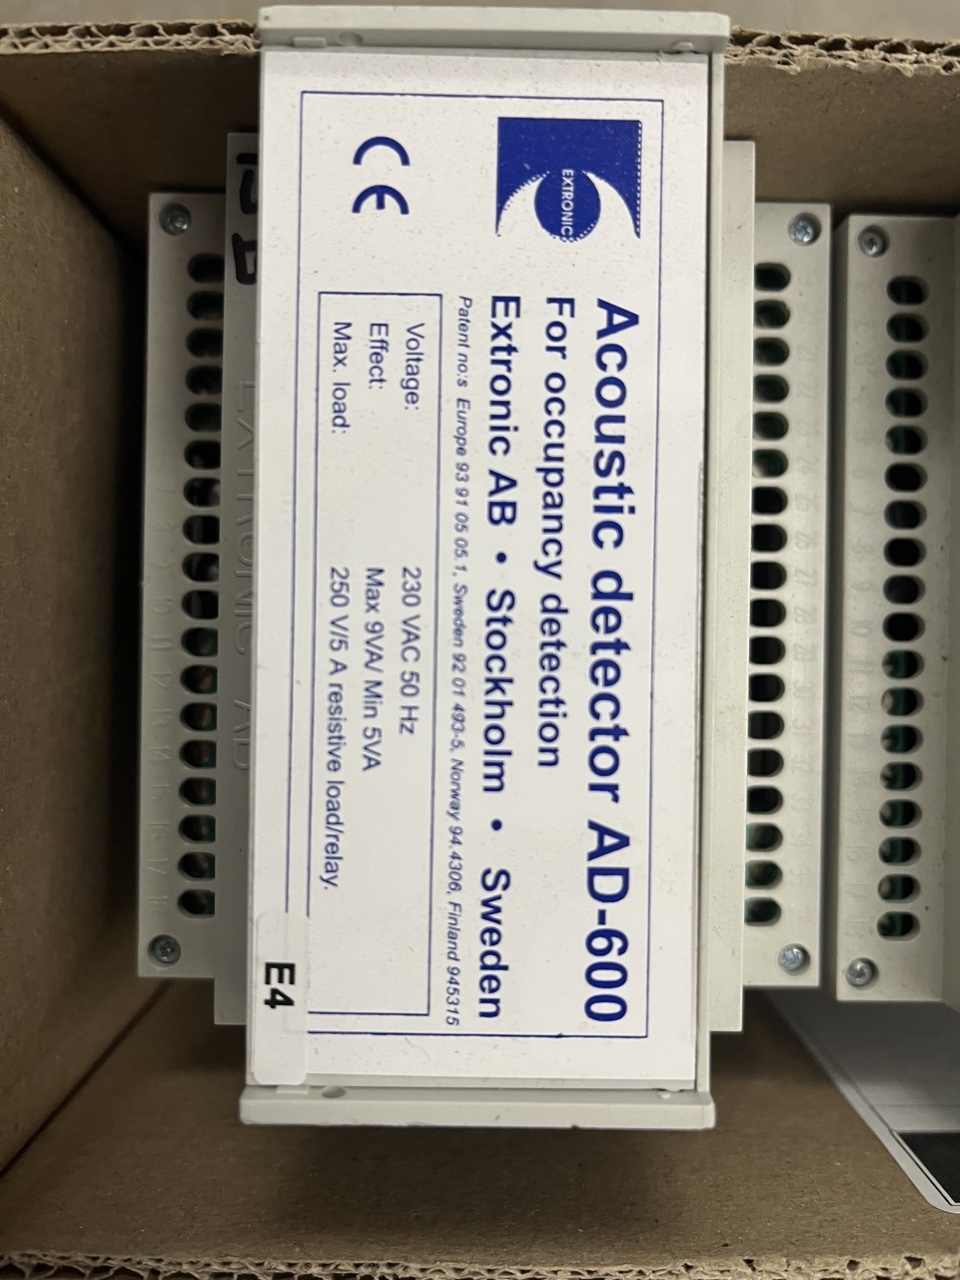 EXTRONIC
Acoustic detector AD-600
For occupancy detection
Extronic AB • Stockholm • Sweden
Patent no:s Europe 93 91 05 05.1, Sweden 92 01 493-5, Norway 94.4306, Finland 945315
CE
Voltage: 230 VAC 50 Hz
Effect: Max 9VA/ Min 5VA
Max. load: 250 V/5 A resistive load/relay.
E4
EXTRONIC AB